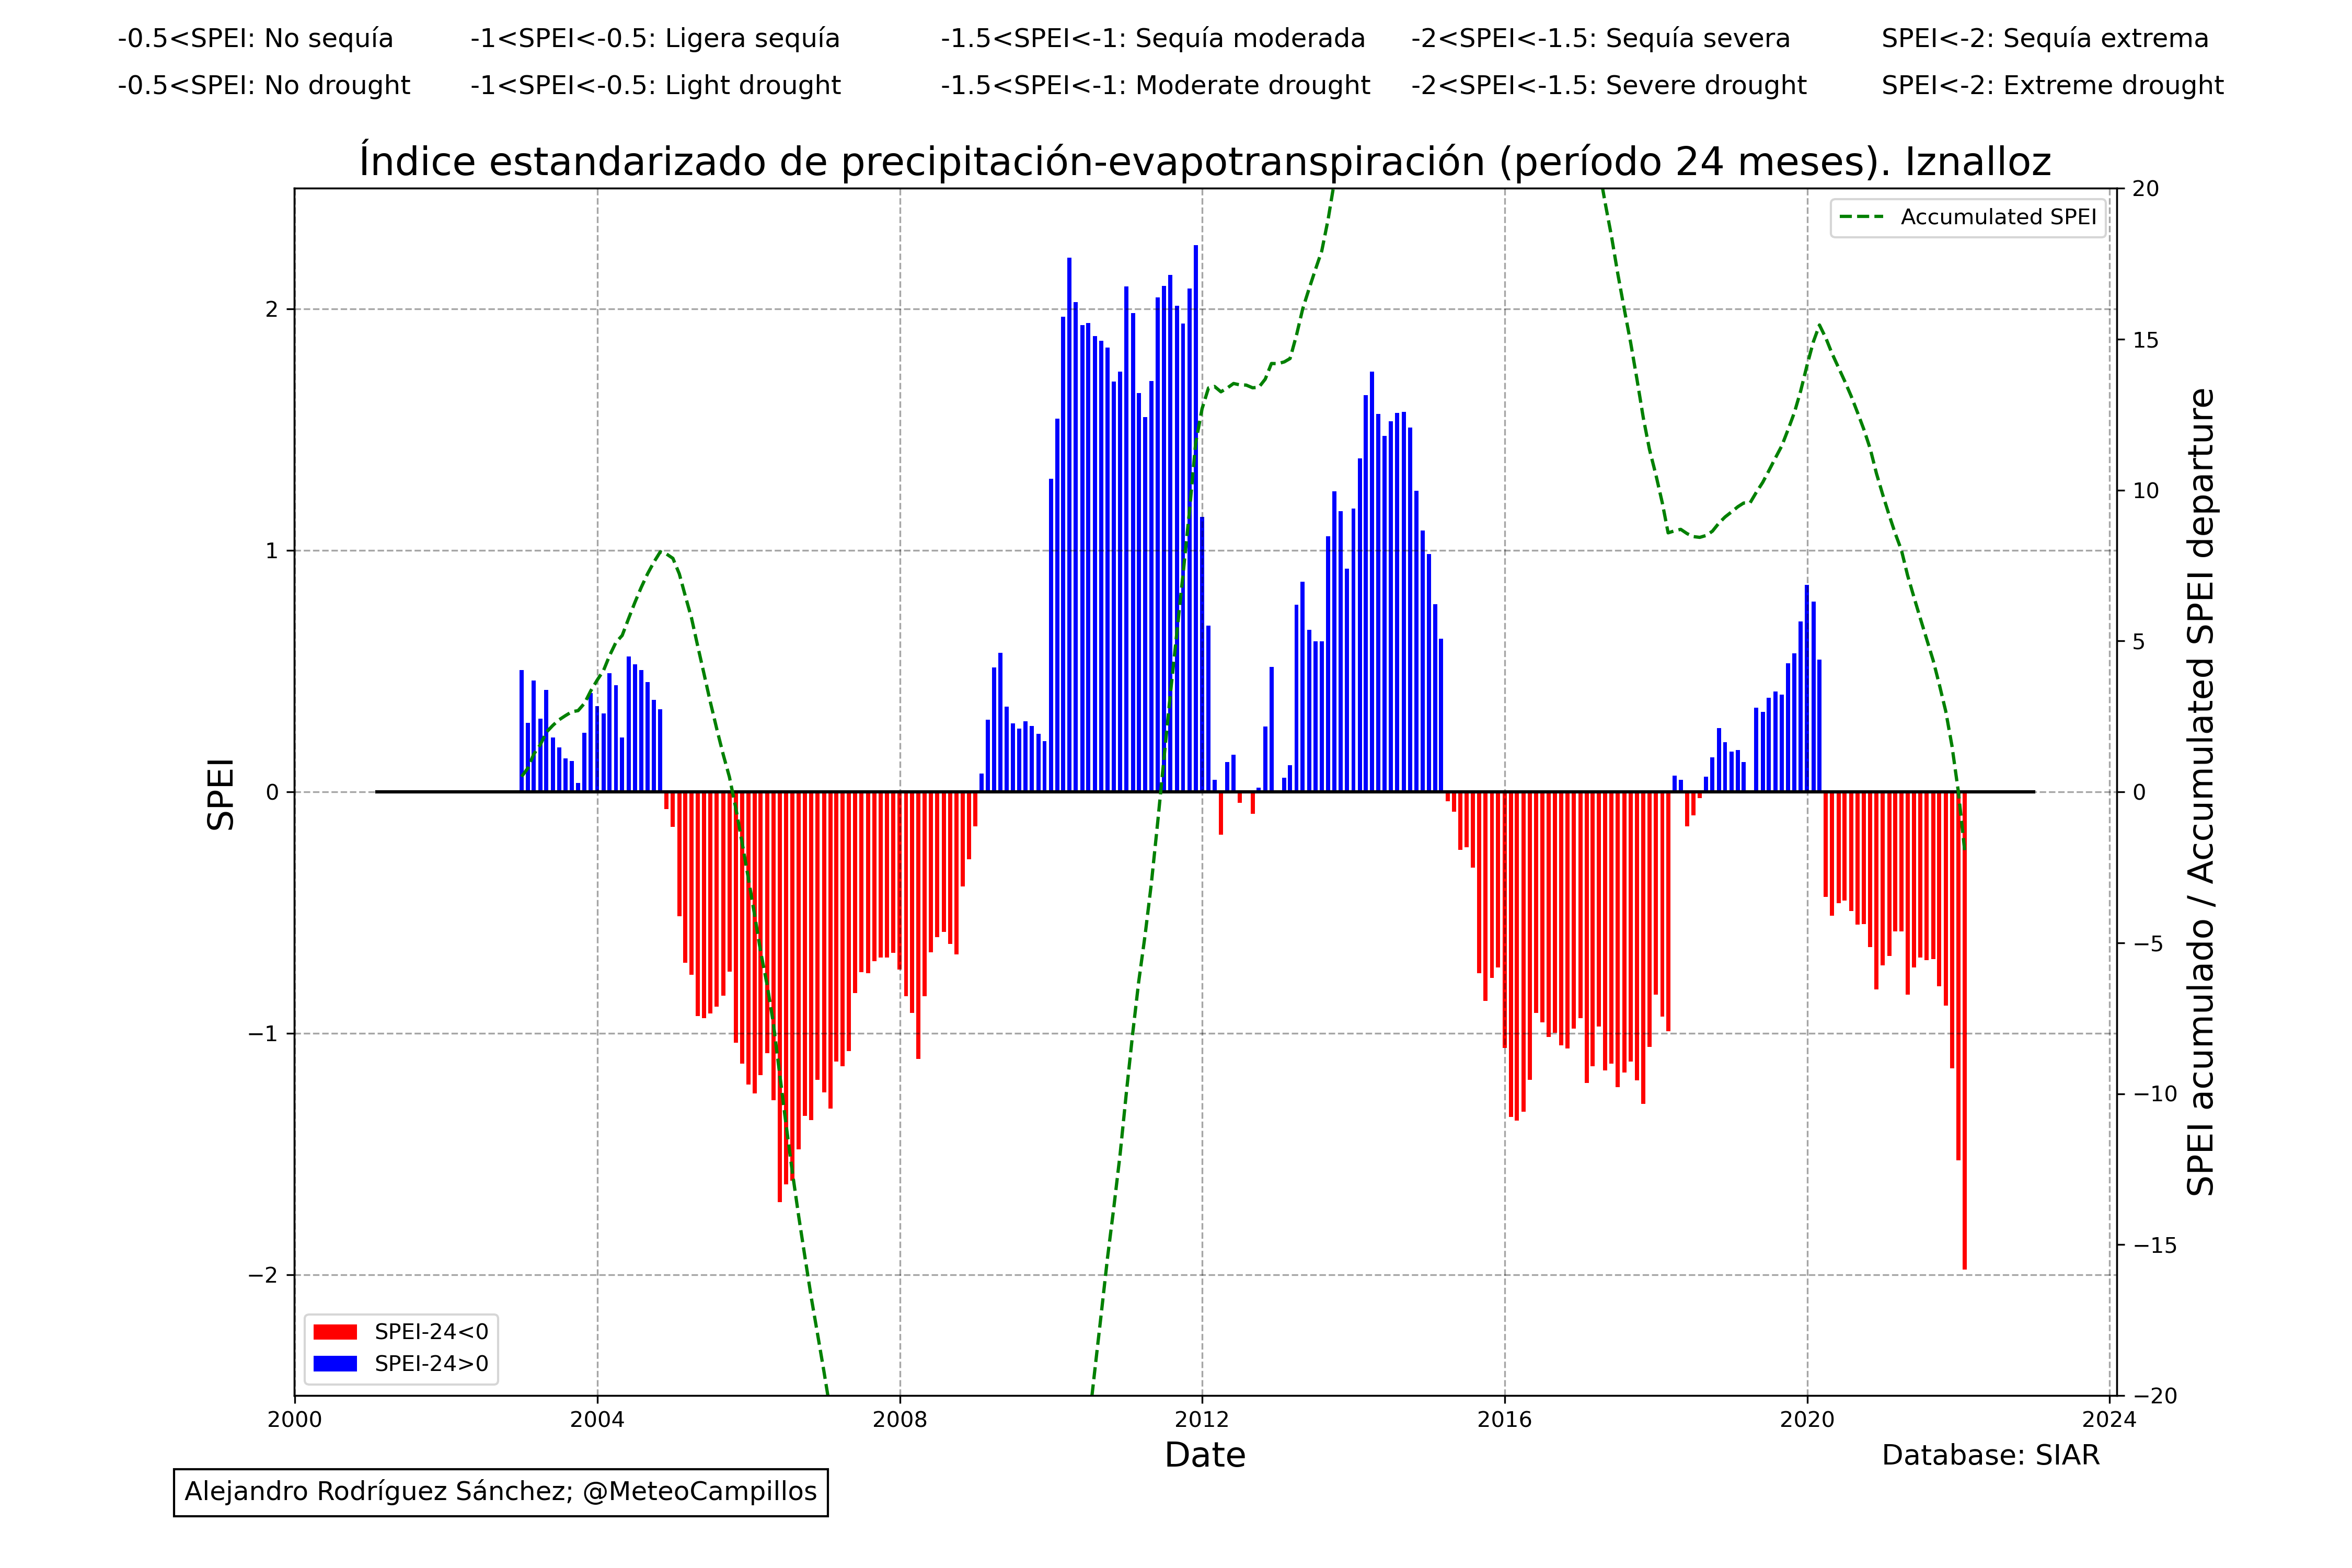 -0.5<SPEI: No sequía -1<SPEI<-0.5: Ligera sequía -1.5<SPEI<-1: Sequía moderada -2<SPEI<-1.5: Sequía severa SPEI<-2: Sequía extrema
-0.5<SPEI: No drought -1<SPEI<-0.5: Light drought -1.5<SPEI<-1: Moderate drought -2<SPEI<-1.5: Severe drought SPEI<-2: Extreme drought
Índice estandarizado de precipitación-evapotranspiración (período 24 meses). Iznalloz
Accumulated SPEI
SPEI
2
1
0
−1
−2
20
15
10
5
0
−5
−10
−15
−20
SPEI acumulado / Accumulated SPEI departure
SPEI-24<0
SPEI-24>0
2000 2004 2008 2012 2016 2020 2024
Date
Database: SIAR
Alejandro Rodríguez Sánchez; @MeteoCampillos